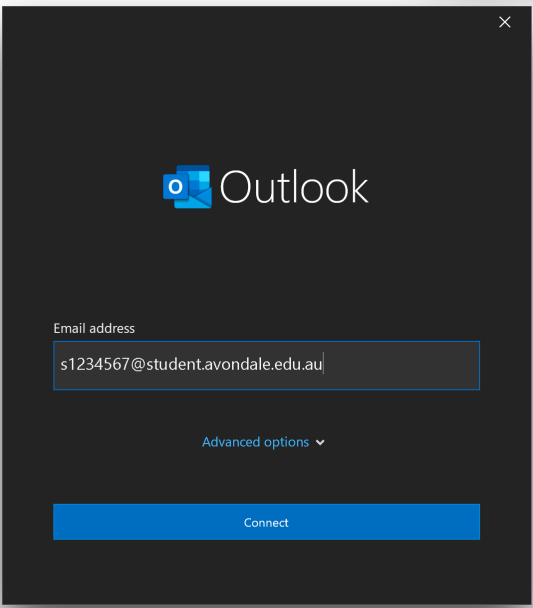 Outlook
Email address
s1234567@student.avondale.edu.au
Advanced options
Connect